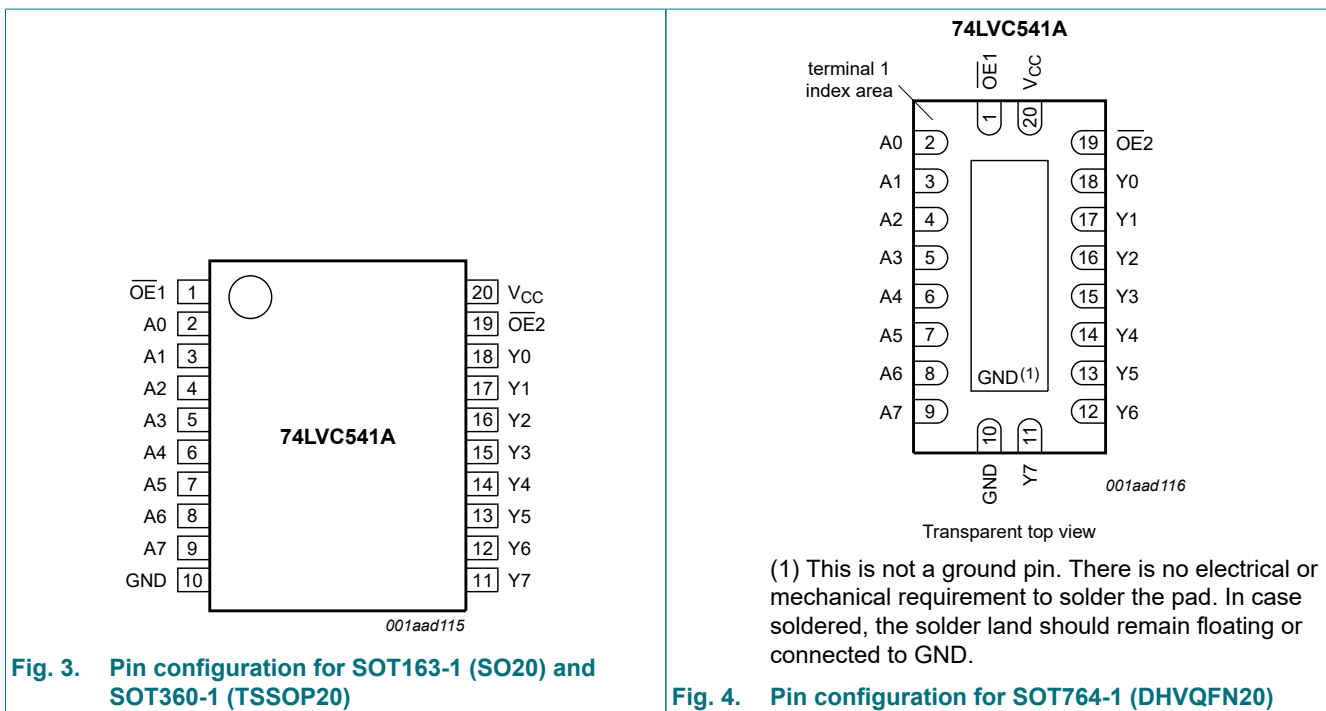 OE1 1
A0 2
A1 3
A2 4
A3 5
A4 6
A5 7
A6 8
A7 9
GND 10
74LVC541A
20 VCC
19 OE2
18 Y0
17 Y1
16 Y2
15 Y3
14 Y4
13 Y5
12 Y6
11 Y7
001aad115
Fig. 3. Pin configuration for SOT163-1 (SO20) and
SOT360-1 (TSSOP20)
74LVC541A
terminal 1
index area
OE1
VCC
1
20
A0 2
A1 3
A2 4
A3 5
A4 6
A5 7
A6 8
A7 9
19 OE2
18 Y0
17 Y1
16 Y2
15 Y3
14 Y4
13 Y5
12 Y6
GND(1)
10
11
GND
Y7
001aad116
Transparent top view
(1) This is not a ground pin. There is no electrical or
mechanical requirement to solder the pad. In case
soldered, the solder land should remain floating or
connected to GND.
Fig. 4. Pin configuration for SOT764-1 (DHVQFN20)